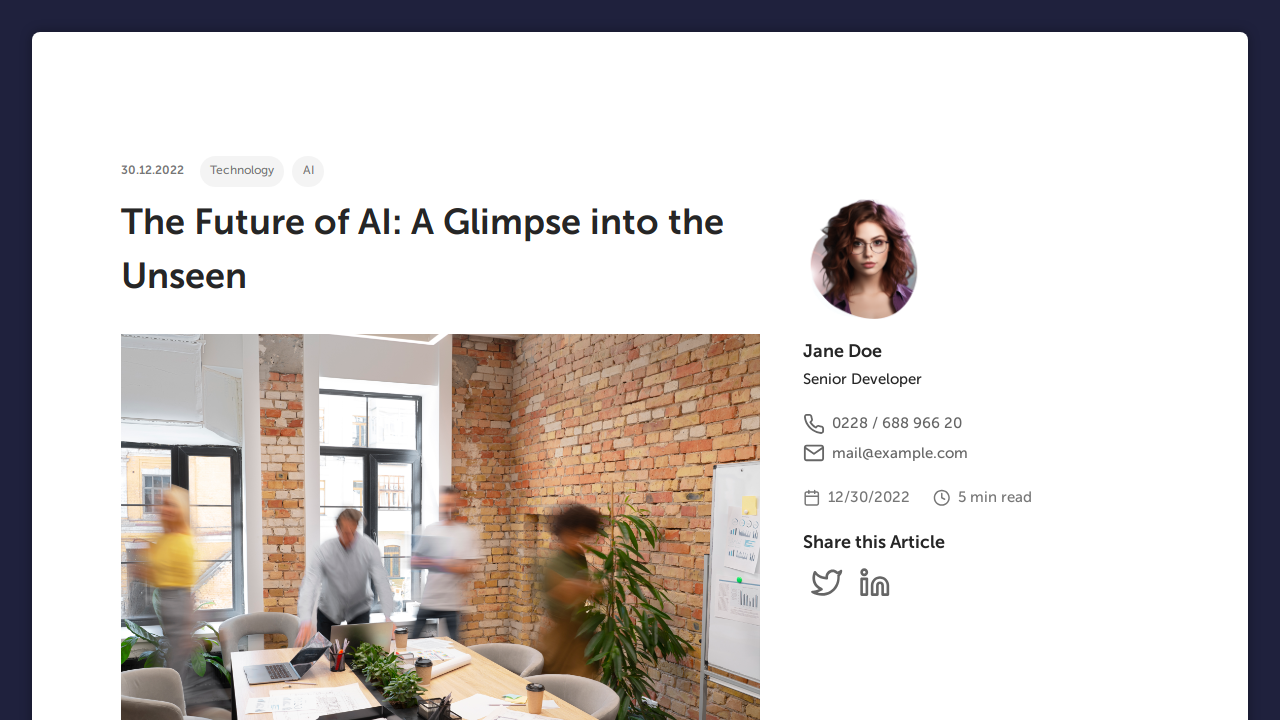 30.12.2022 Technology AI
The Future of AI: A Glimpse into the
Unseen
Jane Doe
Senior Developer
0228 / 688 966 20
mail@example.com
12/30/2022 5 min read
Share this Article